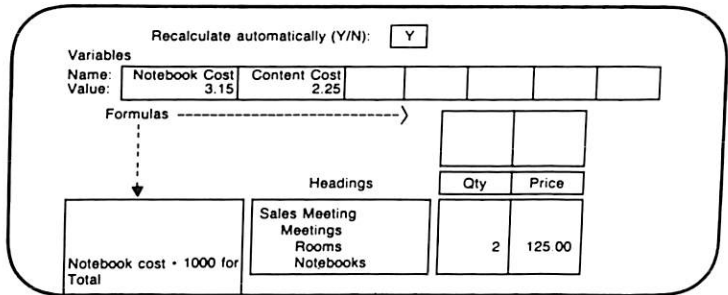 Recalculate automatically (Y/N): Y
Variables
Name: Notebook Cost Content Cost
Value: 3.15 2.25
Formulas
Headings Qty Price
Sales Meeting
Meetings
Rooms 2 125.00
Notebook cost * 1000 for Notebooks
Total